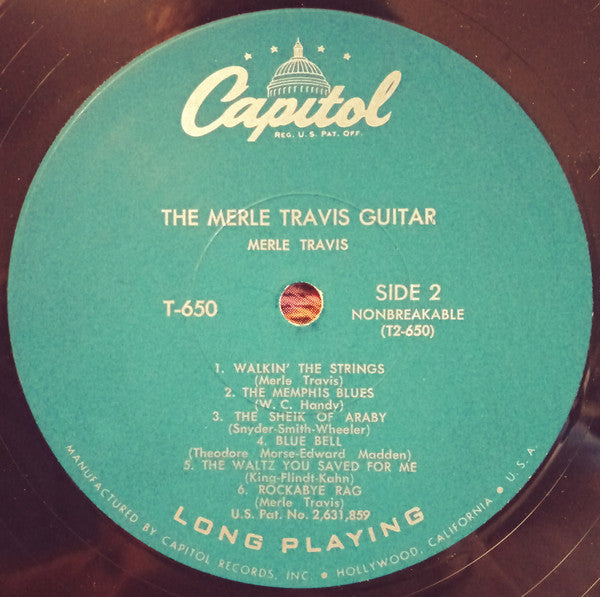 Capitol
REG. U.S. PAT. OFF.
THE MERLE TRAVIS GUITAR
MERLE TRAVIS
T-650
SIDE 2
NONBREAKABLE
(T2-650)
1. WALKIN' THE STRINGS
(Merle Travis)
2. THE MEMPHIS BLUES
(W. C. Handy)
3. THE SHEIK OF ARABY
(Snyder-Smith-Wheeler)
4. BLUE BELL
(Theodore Morse-Edward Madden)
5. THE WALTZ YOU SAVED FOR ME
(King-Flindt-Kahn)
6. ROCKABYE RAG
(Merle Travis)
U.S. Pat. No. 2,631,859
LONG PLAYING
MANUFACTURED BY CAPITOL RECORDS, INC. • HOLLYWOOD, CALIFORNIA • U.S.A.